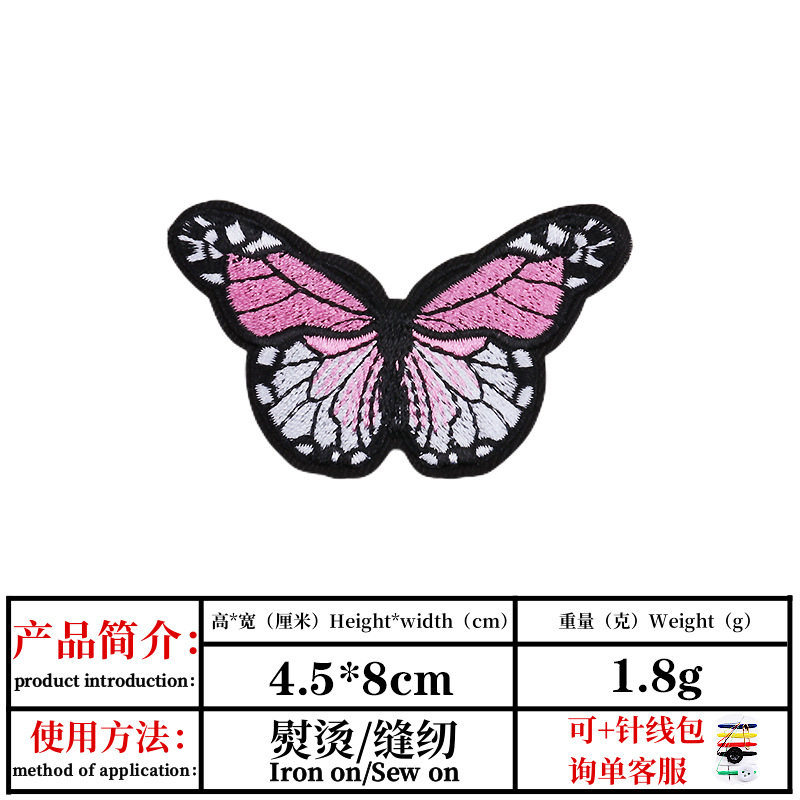 产品简介：
product introduction:
高*宽（厘米）Height*width（cm）
重量（克）Weight（g）
4.5*8cm
1.8g
使用方法：
method of application:
熨烫/缝纫
Iron on/Sew on
可+针线包
询单客服